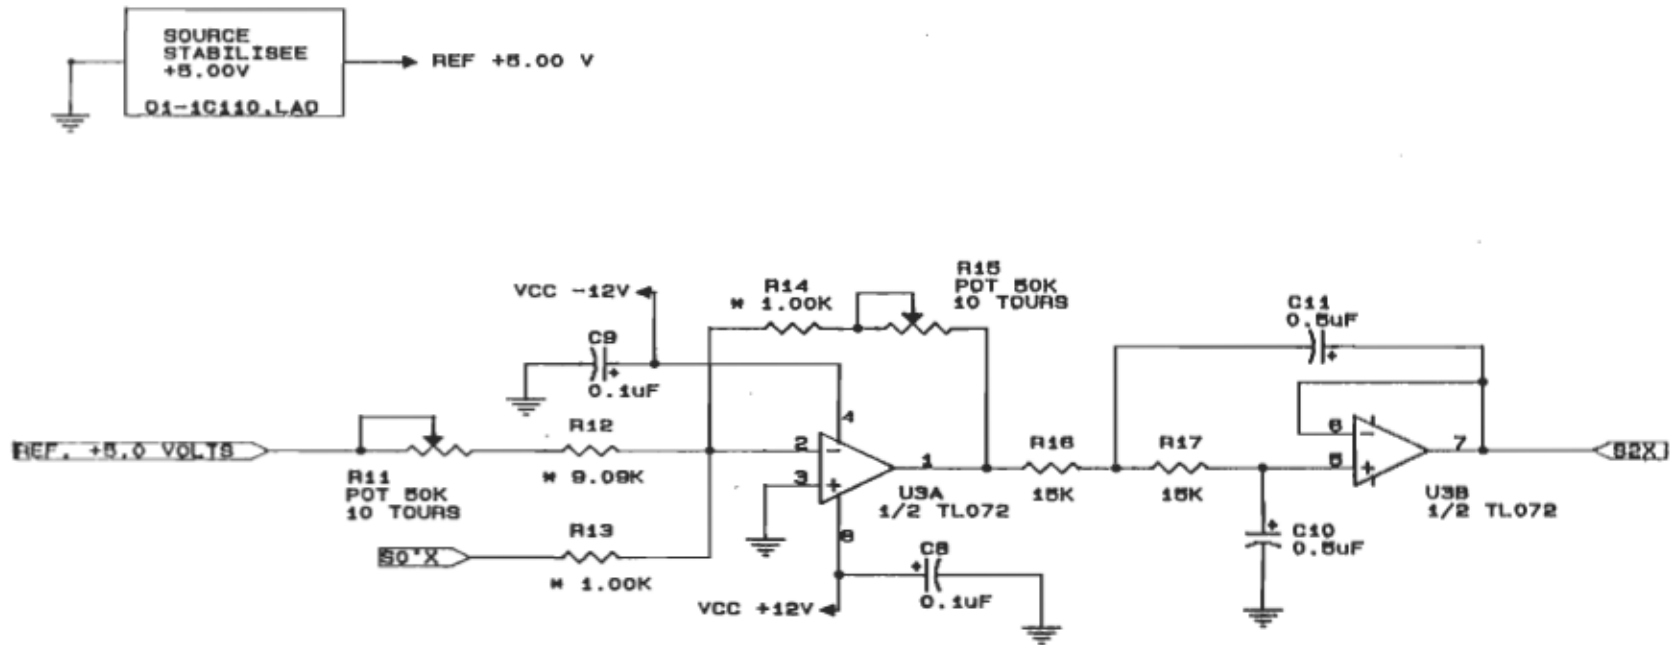 SOURCE
STABILISEE
+5.00V
01-1C110.LAD
REF +5.00 V
VCC -12V
C9
0.1uF
R14
* 1.00K
R15
POT 50K
10 TOURS
C11
0.5uF
REF. +5.0 VOLTS
R11
POT 50K
10 TOURS
R12
* 9.09K
R13
* 1.00K
S0'X
2
3
4
8
1
U3A
1/2 TL072
VCC +12V
C8
0.1uF
R16
15K
R17
15K
C10
0.5uF
6
5
7
U3B
1/2 TL072
S2X